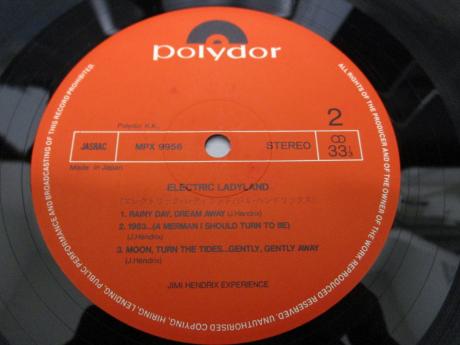 polydor
ALL RIGHTS OF THE PRODUCER AND OF THE OWNER OF THE WORK REPRODUCED RESERVED. UNAUTHORISED COPYING, HIRING, LENDING, PUBLIC PERFORMANCE AND BROADCASTING OF THIS RECORD PROHIBITED.
Polydor K.K.,
2
JASRAC
MPX 9956
STEREO
33⅓
Made in Japan
ELECTRIC LADYLAND
1. RAINY DAY, DREAM AWAY (J.Hendrix)
2. 1983...(A MERMAN I SHOULD TURN TO BE)
(J.Hendrix)
3. MOON, TURN THE TIDES...GENTLY, GENTLY AWAY
(J.Hendrix)
JIMI HENDRIX EXPERIENCE